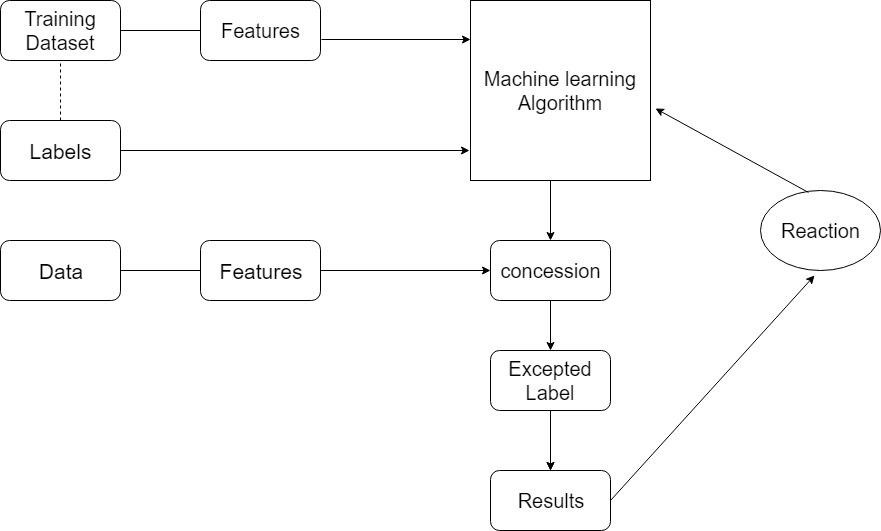 Training
Dataset
Features
Machine learning
Algorithm
Labels
Reaction
Data
Features
concession
Excepted
Label
Results